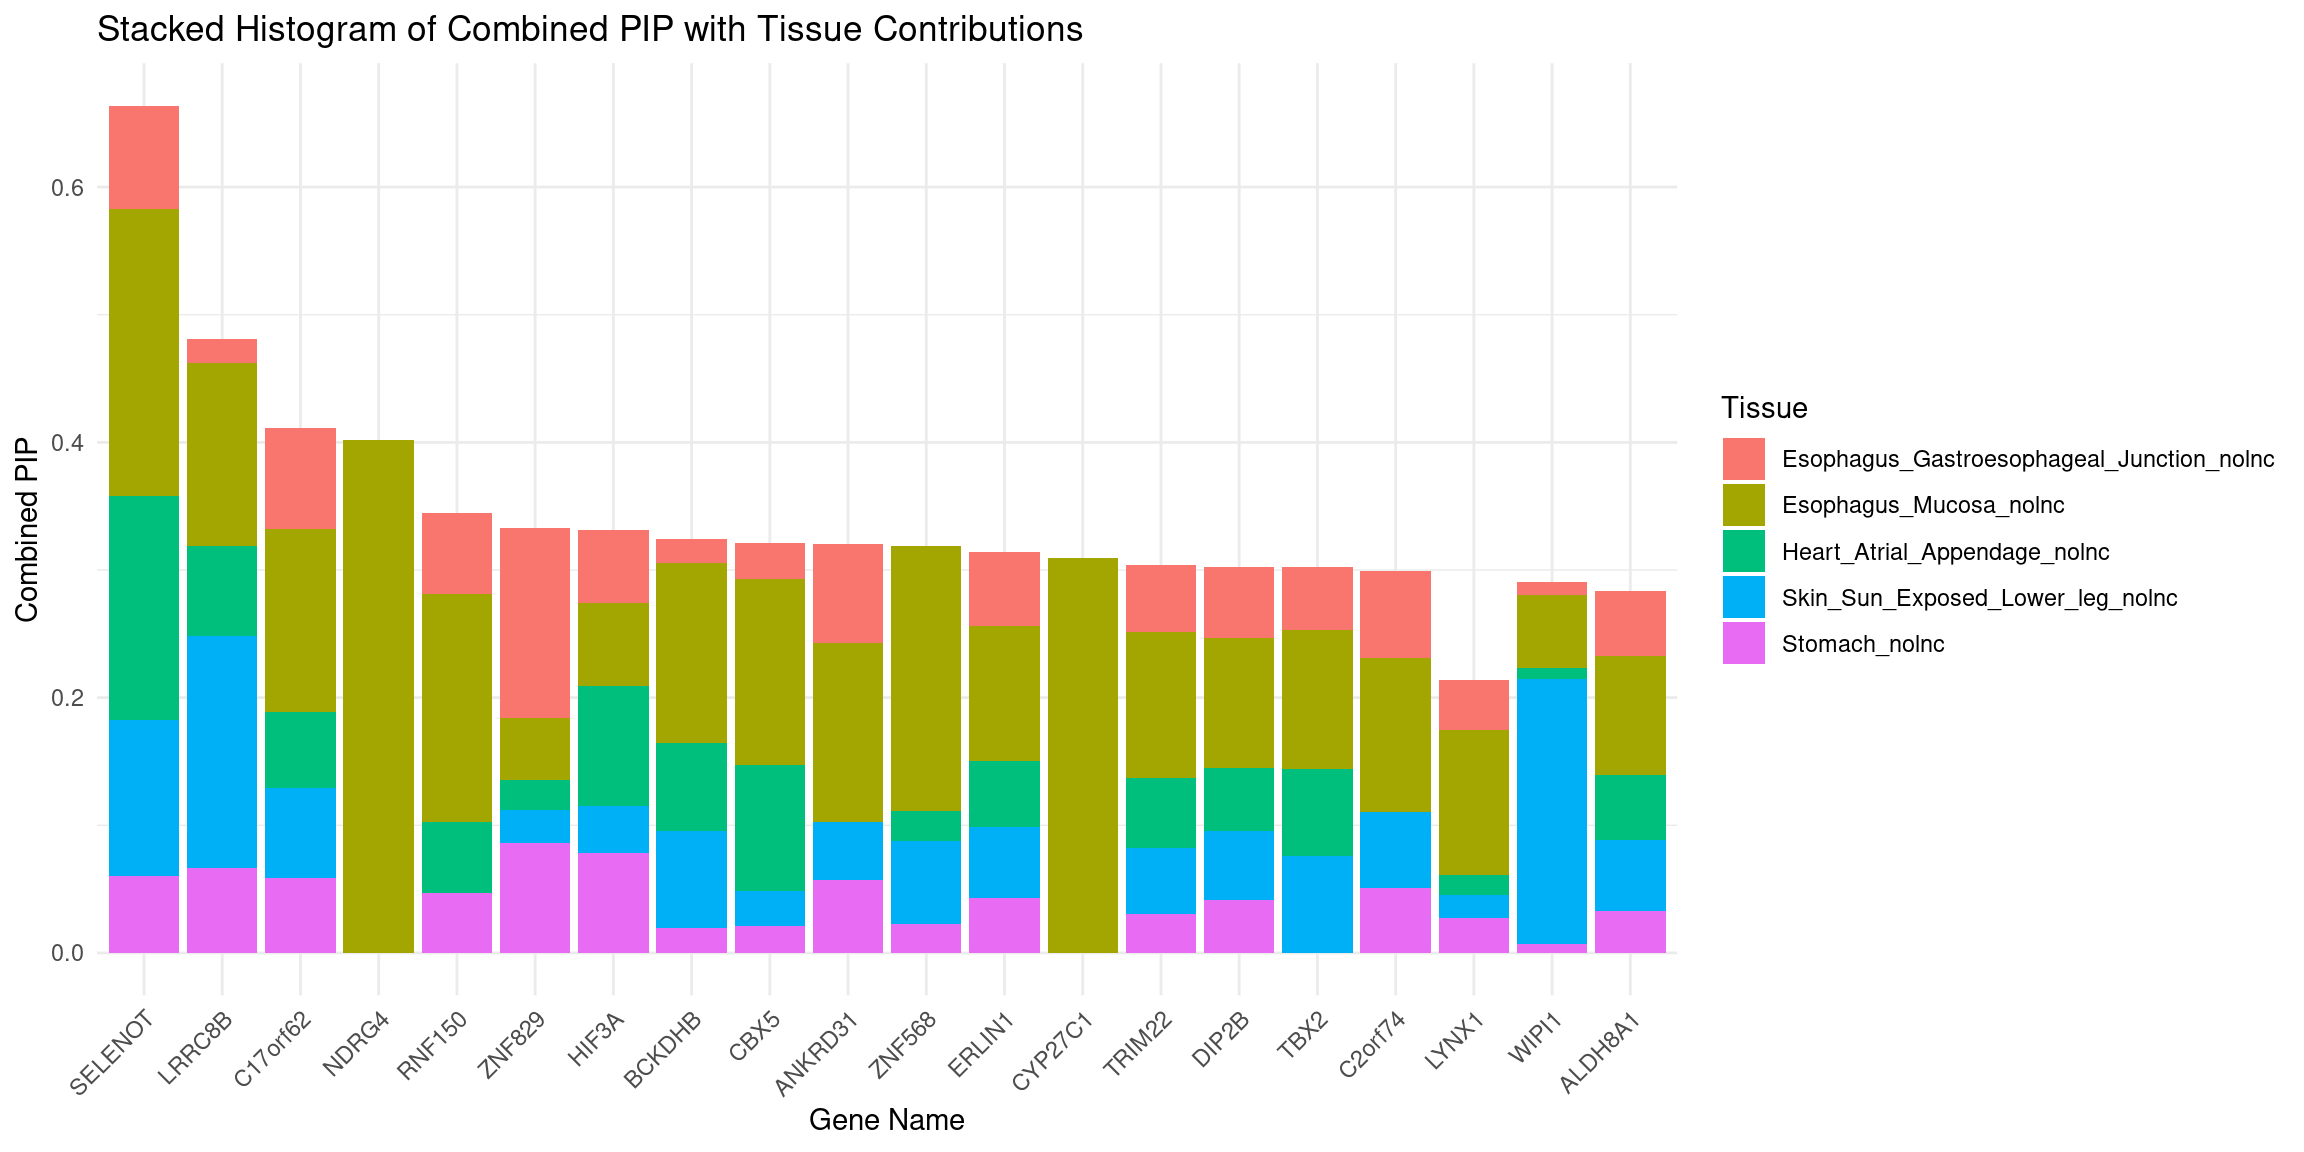 Stacked Histogram of Combined PIP with Tissue Contributions
Combined PIP
0.6
0.4
0.2
0.0
SELENOT
LRRC8B
C17orf62
NDRG4
RNF150
ZNF829
HIF3A
BCKDHB
CBX5
ANKRD31
ZNF568
ERLIN1
CYP27C1
TRIM22
DIP2B
TBX2
C2orf74
LYNX1
WIPI1
ALDH8A1
Gene Name
Tissue
Esophagus_Gastroesophageal_Junction_nolnc
Esophagus_Mucosa_nolnc
Heart_Atrial_Appendage_nolnc
Skin_Sun_Exposed_Lower_leg_nolnc
Stomach_nolnc